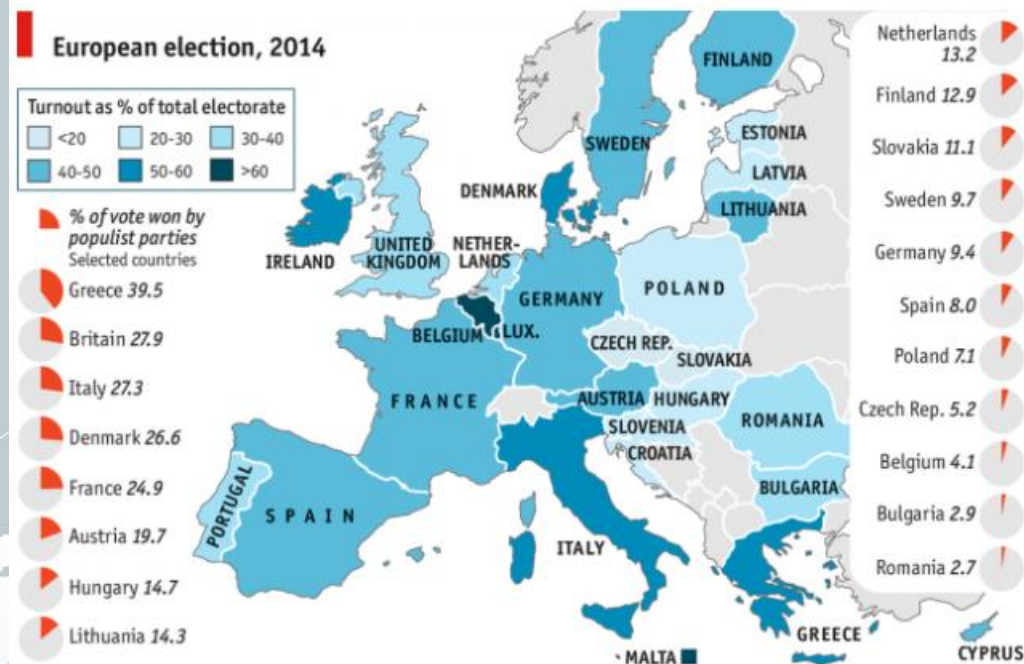 European election, 2014
Turnout as % of total electorate
<20
20-30
30-40
40-50
50-60
>60
% of vote won by
populist parties
Selected countries
Greece 39.5
Britain 27.9
Italy 27.3
Denmark 26.6
France 24.9
Austria 19.7
Hungary 14.7
Lithuania 14.3
FINLAND
SWEDEN
ESTONIA
LATVIA
LITHUANIA
DENMARK
IRELAND
UNITED
KINGDOM
NETHER-
LANDS
GERMANY
POLAND
BELGIUM
LUX.
CZECH REP.
SLOVAKIA
FRANCE
AUSTRIA
HUNGARY
SLOVENIA
CROATIA
ROMANIA
BULGARIA
PORTUGAL
SPAIN
ITALY
GREECE
MALTA
CYPRUS
Netherlands
13.2
Finland 12.9
Slovakia 11.1
Sweden 9.7
Germany 9.4
Spain 8.0
Poland 7.1
Czech Rep. 5.2
Belgium 4.1
Bulgaria 2.9
Romania 2.7